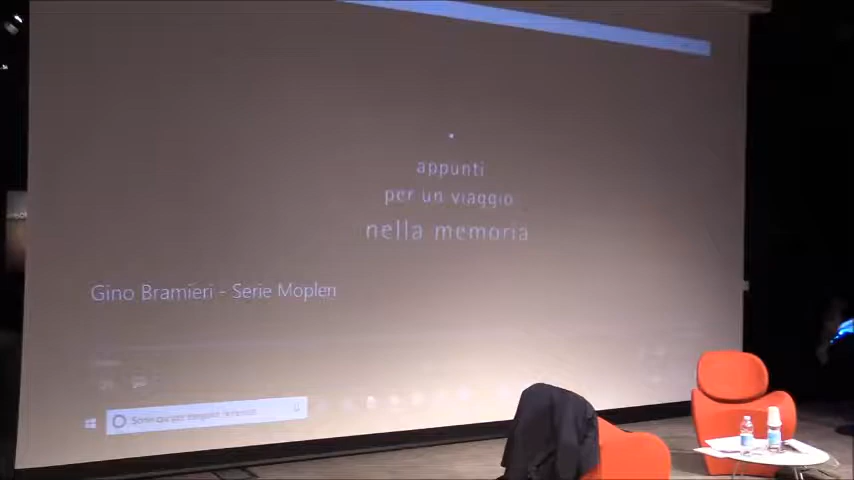 appunti
per un viaggio
nella memoria
Gino Bramieri - Serie Moplen